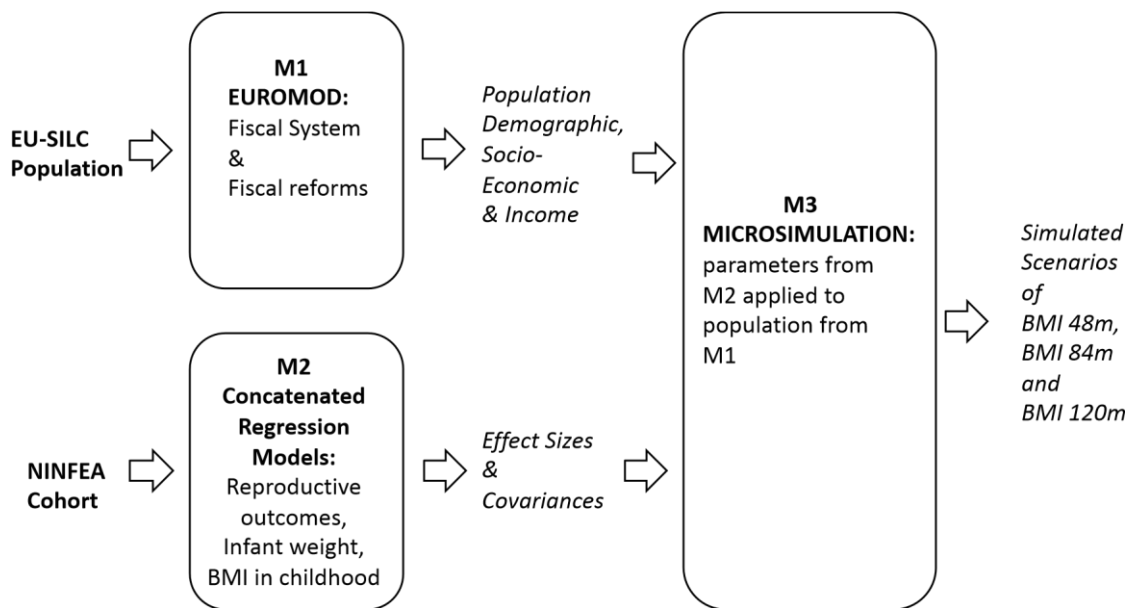 EU-SILC
Population
M1
EUROMOD:
Fiscal System
&
Fiscal reforms
Population
Demographic,
Socio-
Economic
& Income
NINFEA
Cohort
M2
Concatenated
Regression
Models:
Reproductive
outcomes,
Infant weight,
BMI in childhood
Effect Sizes
&
Covariances
M3
MICROSIMULATION:
parameters from
M2 applied to
population from
M1
Simulated
Scenarios
of
BMI 48m,
BMI 84m
and
BMI 120m